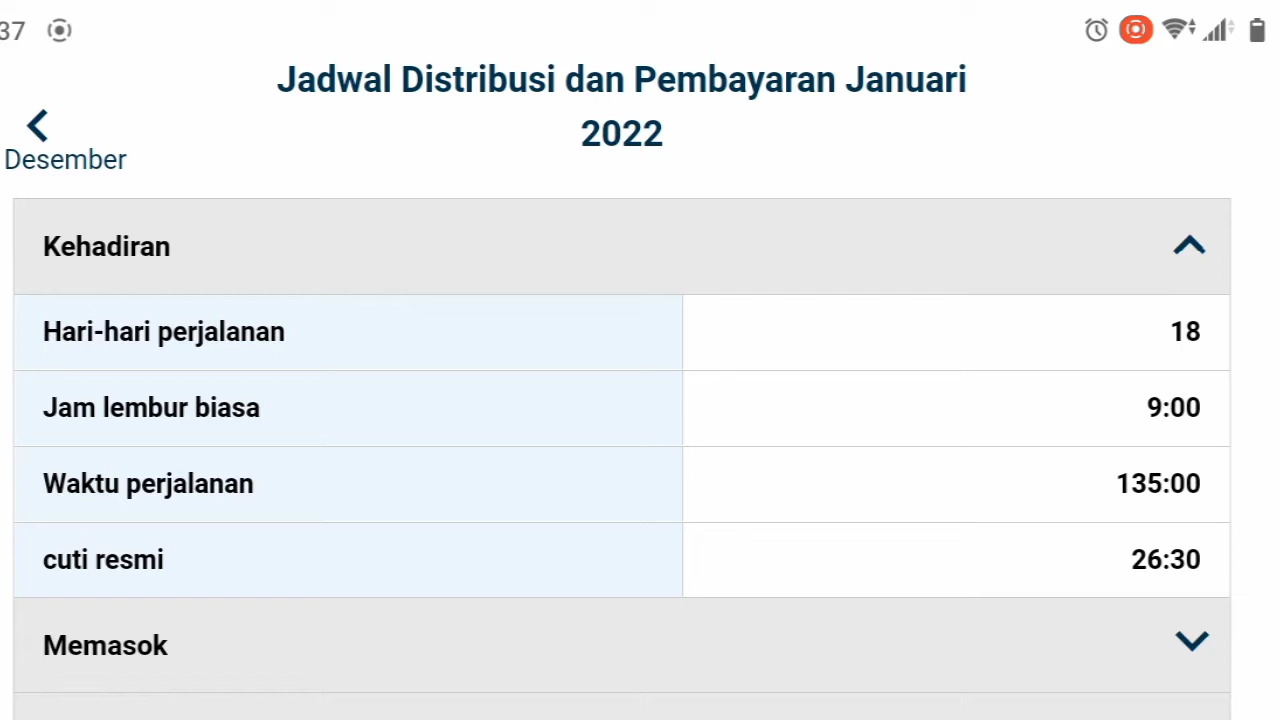 37
Jadwal Distribusi dan Pembayaran Januari
2022
Desember
Kehadiran
Hari-hari perjalanan 18
Jam lembur biasa 9:00
Waktu perjalanan 135:00
cuti resmi 26:30
Memasok